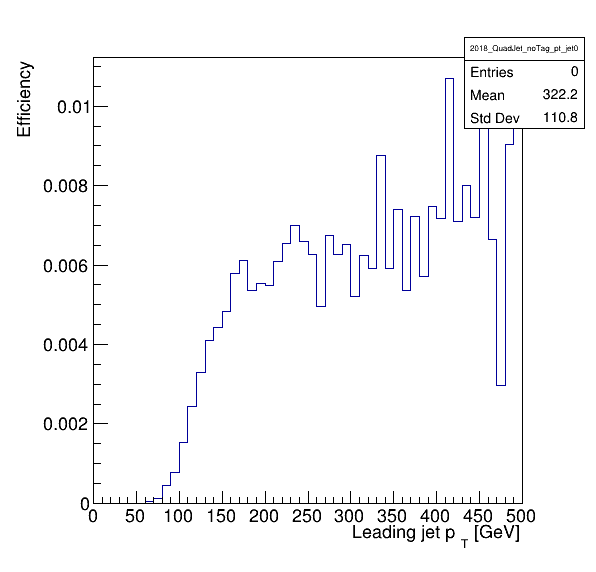 2018_QuadJet_noTag_pt_jet0
Entries 0
Mean 322.2
Std Dev 110.8
Efficiency
0.01
0.008
0.006
0.004
0.002
0
0 50 100 150 200 250 300 350 400 450 500
Leading jet p T [GeV]